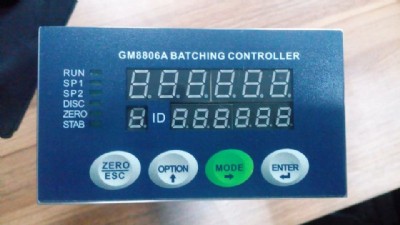 GM8806A BATCHING CONTROLLER
RUN
SP1
SP2
DISC
ZERO
STAB
ID
ZERO
ESC
OPTION
MODE
ENTER